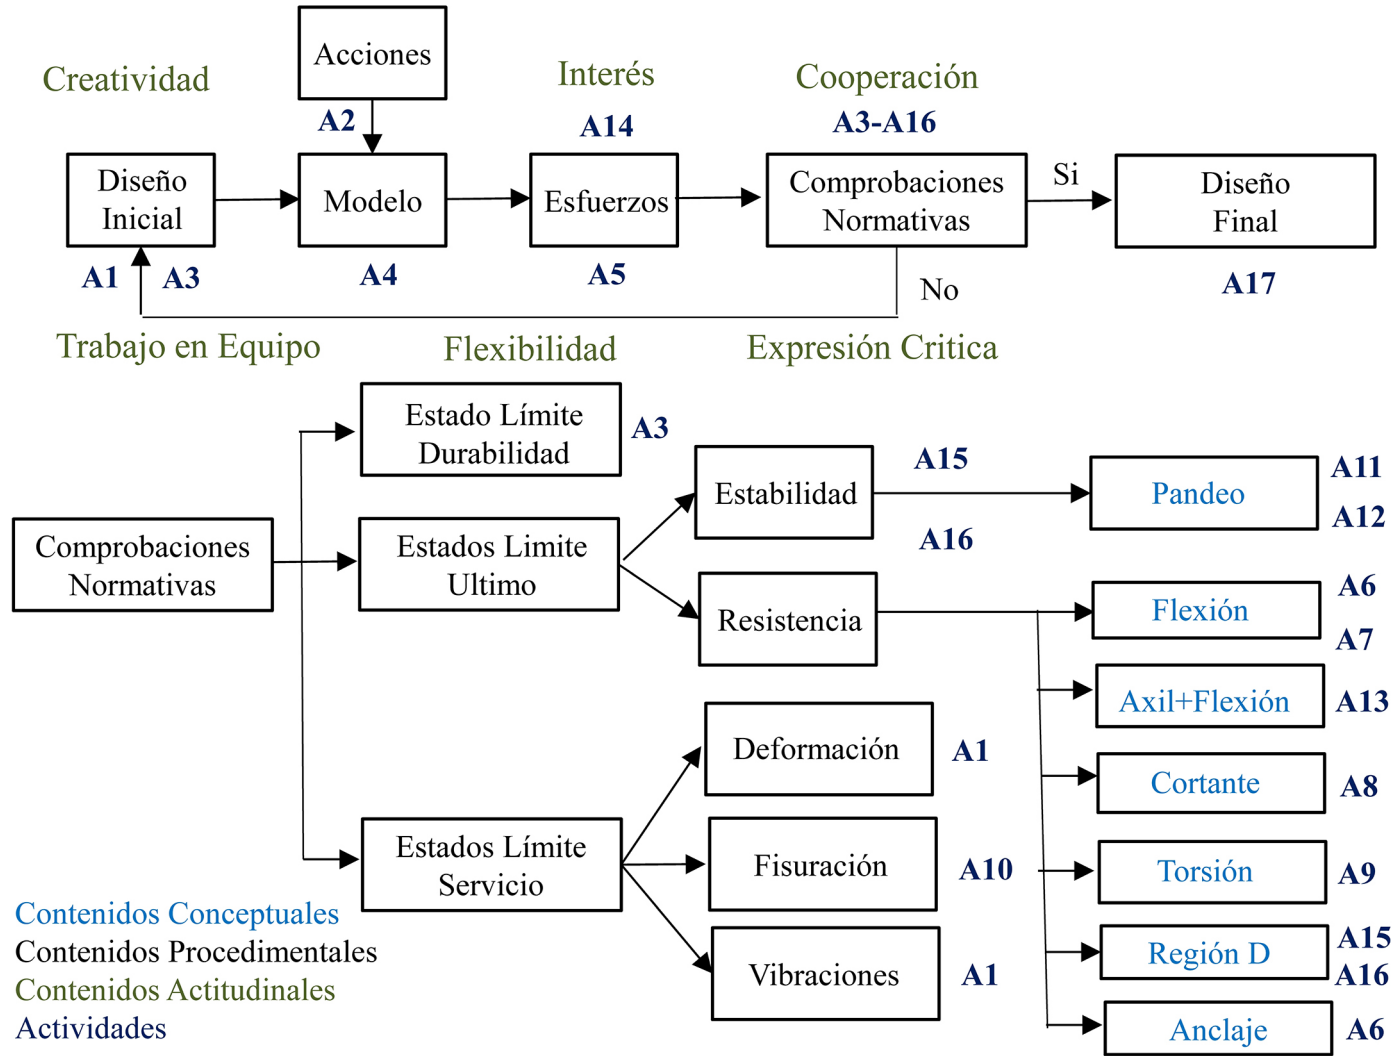 Acciones
Creatividad
Interés
Cooperación
A2
A14
A3-A16
Diseño
Inicial
Modelo
Esfuerzos
Comprobaciones
Normativas
Si
Diseño
Final
A1
A3
A4
A5
No
A17
Trabajo en Equipo
Flexibilidad
Expresión Critica
Estado Límite
Durabilidad
A3
Estabilidad
A15
A16
Pandeo
A11
A12
Comprobaciones
Normativas
Estados Limite
Ultimo
Resistencia
Flexión
A6
A7
Axil+Flexión
A13
Deformación
A1
Cortante
A8
Estados Límite
Servicio
Fisuración
A10
Torsión
A9
Región D
A15
A16
Vibraciones
A1
Anclaje
A6
Contenidos Conceptuales
Contenidos Procedimentales
Contenidos Actitudinales
Actividades